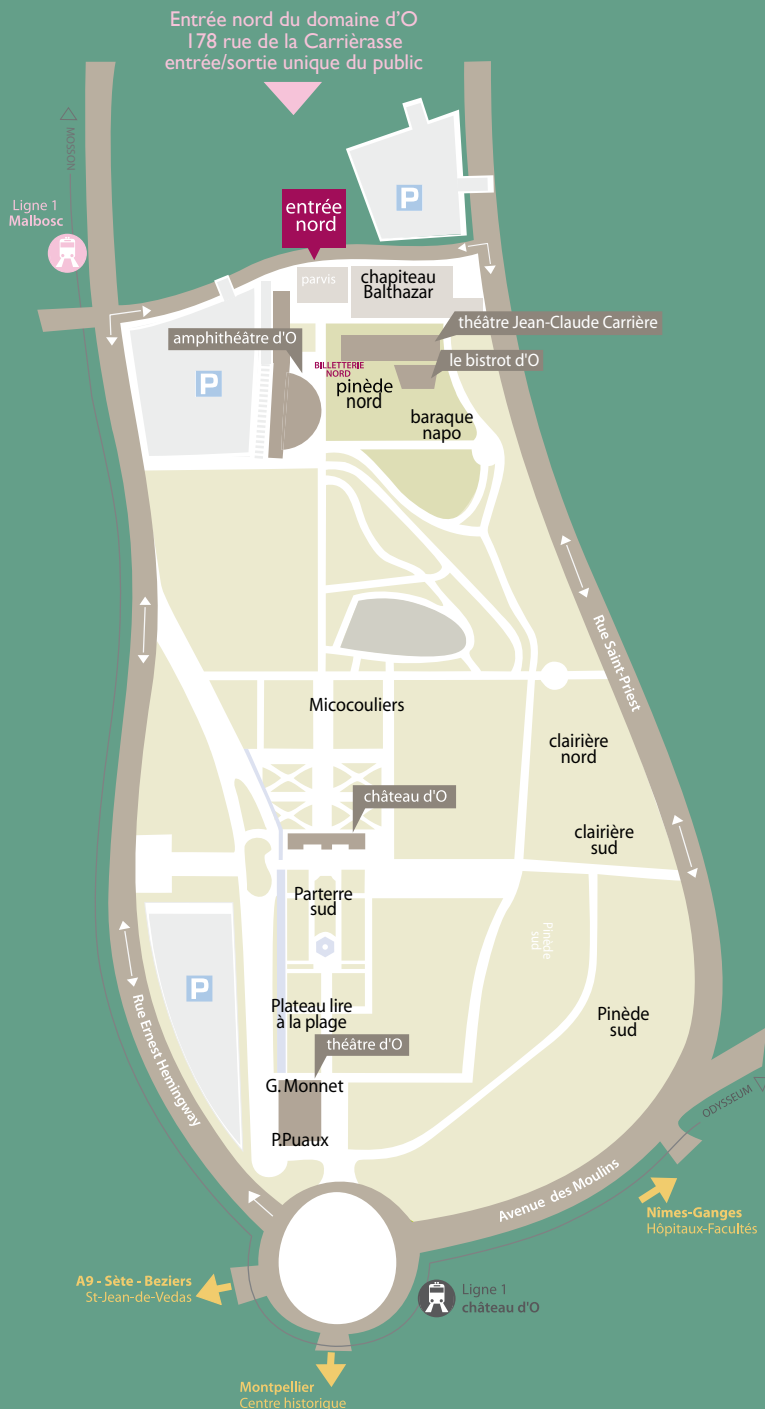 Entrée nord du domaine d'O
178 rue de la Carrièrasse
entrée/sortie unique du public
MOSSON
Ligne 1
Malbosc
P
entrée
nord
parvis
chapiteau
Balthazar
théâtre Jean-Claude Carrière
amphithéâtre d'O
le bistrot d'O
BILLETTERIE
NORD
P
pinède
nord
baraque
napo
Rue Saint-Priest
Micocouliers
clairière
nord
château d'O
clairière
sud
Parterre
sud
Pinède
sud
P
Plateau lire
à la plage
Pinède
sud
Rue Ernest Hemingway
théâtre d'O
G. Monnet
P.Puaux
ODYSSEUM
Avenue des Moulins
Nîmes-Ganges
Hôpitaux-Facultés
A9 - Sète - Beziers
St-Jean-de-Vedas
Ligne 1
château d'O
Montpellier
Centre historique